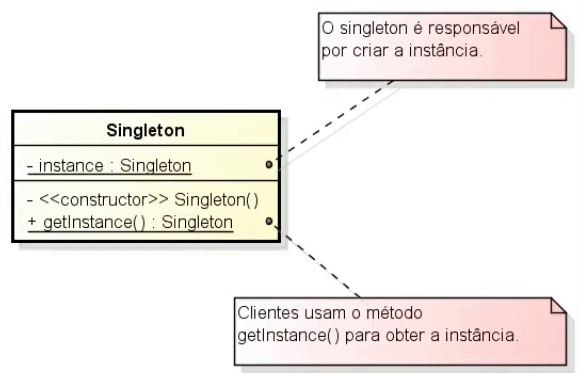 O singleton é responsável
por criar a instância.
Singleton
- instance : Singleton
- <<constructor>> Singleton()
+ getInstance() : Singleton
Clientes usam o método
getInstance() para obter a instância.